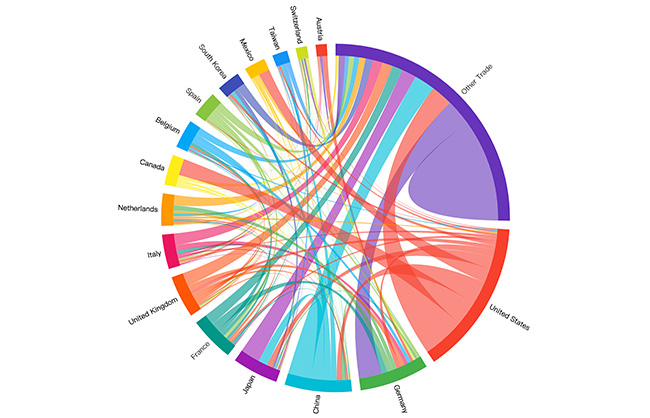 Other Trade
United States
Germany
China
Japan
France
United Kingdom
Italy
Netherlands
Canada
Belgium
Spain
South Korea
Mexico
Taiwan
Switzerland
Austria